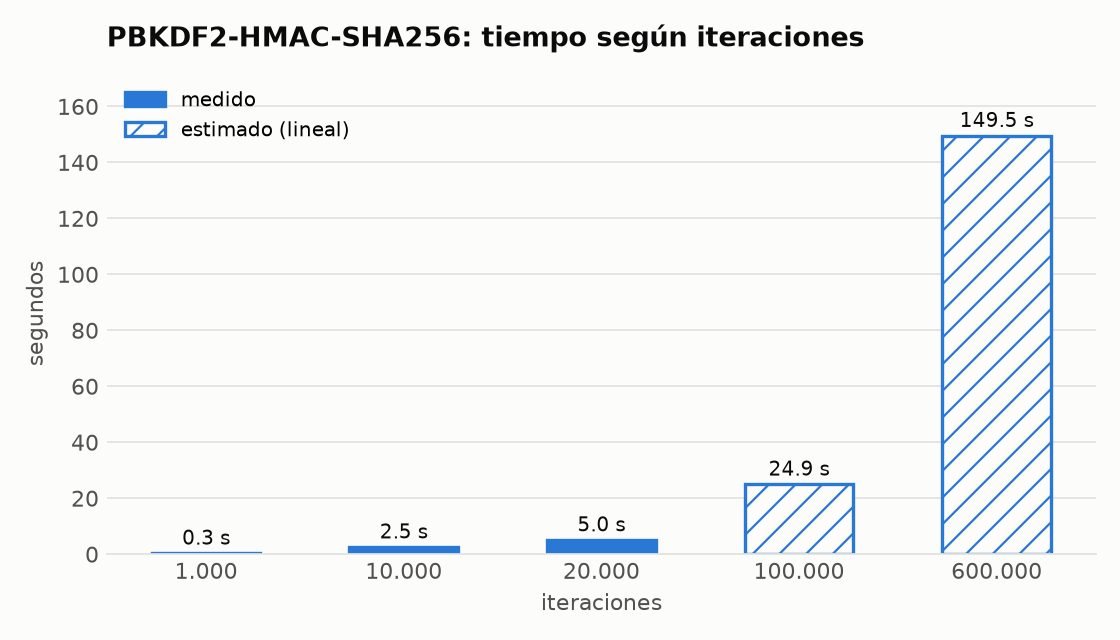 PBKDF2-HMAC-SHA256: tiempo según iteraciones
medido
estimado (lineal)
160
140
120
100
80
60
40
20
0
segundos
0.3 s
2.5 s
5.0 s
24.9 s
149.5 s
1.000
10.000
20.000
100.000
600.000
iteraciones